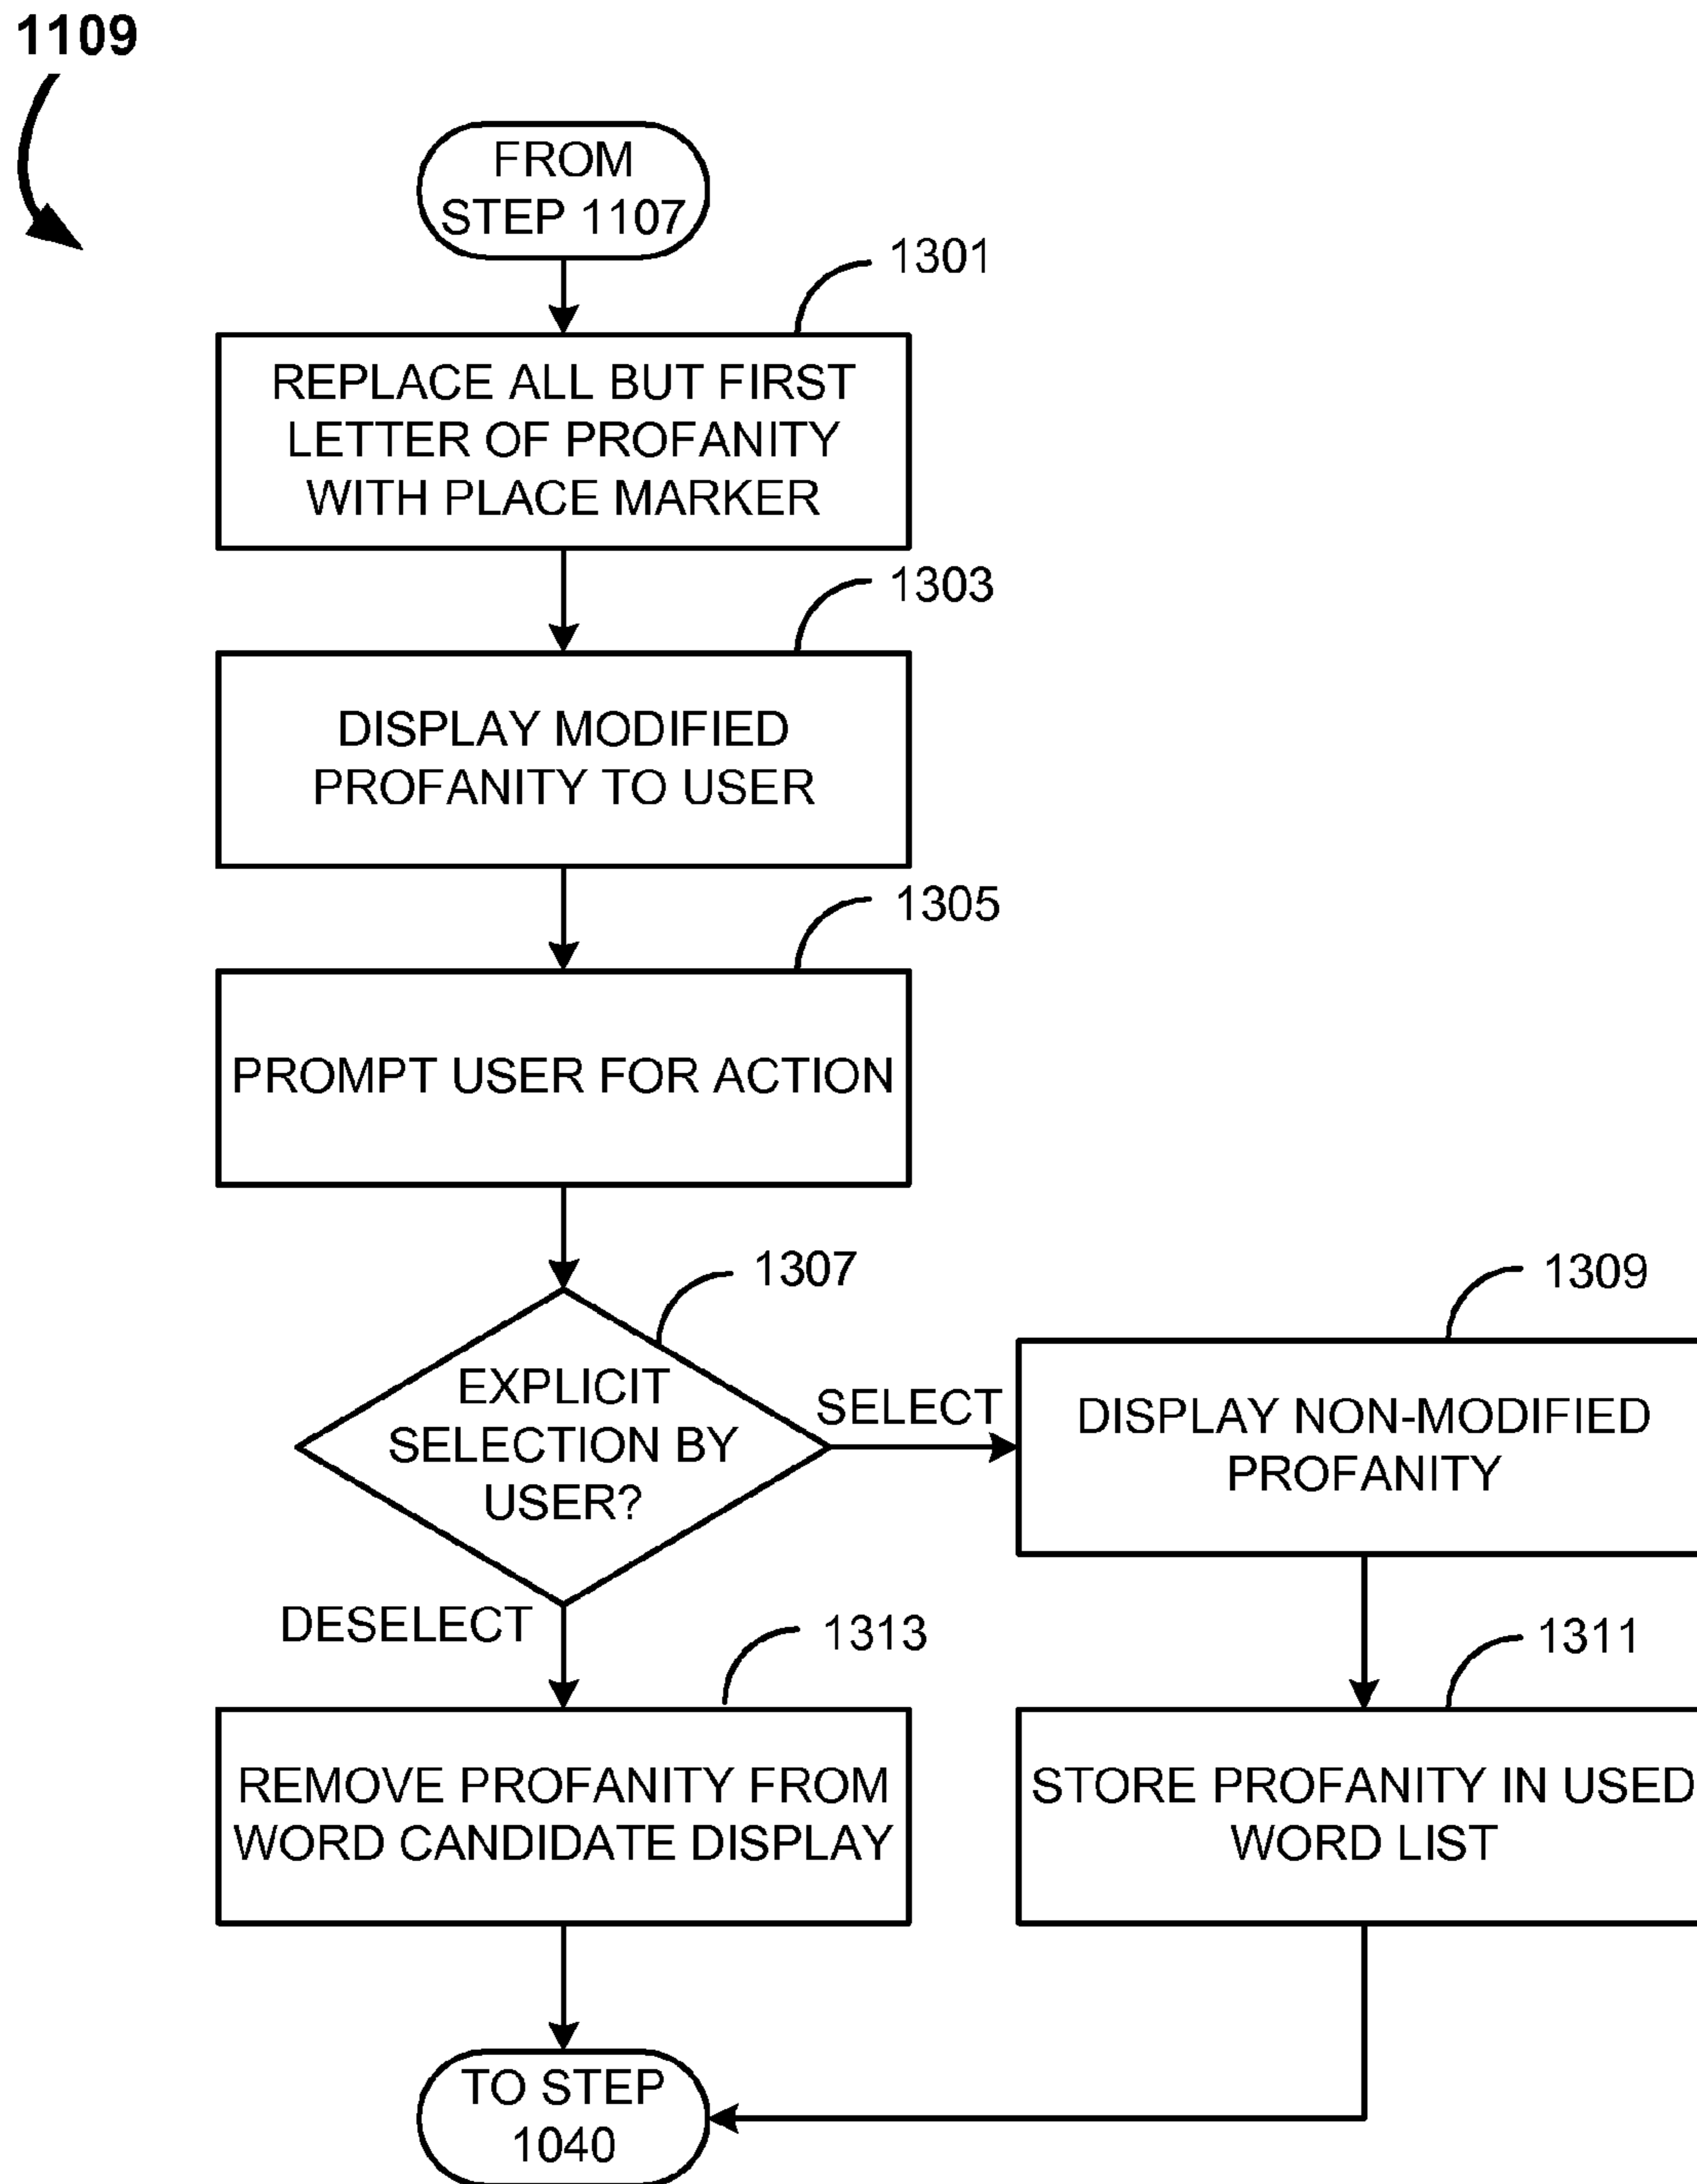 1109
FROM
STEP 1107
1301
REPLACE ALL BUT FIRST
LETTER OF PROFANITY
WITH PLACE MARKER
1303
DISPLAY MODIFIED
PROFANITY TO USER
1305
PROMPT USER FOR ACTION
1307
EXPLICIT
SELECTION BY
USER?
SELECT
1309
DISPLAY NON-MODIFIED
PROFANITY
DESELECT
1313
REMOVE PROFANITY FROM
WORD CANDIDATE DISPLAY
1311
STORE PROFANITY IN USED
WORD LIST
TO STEP
1040